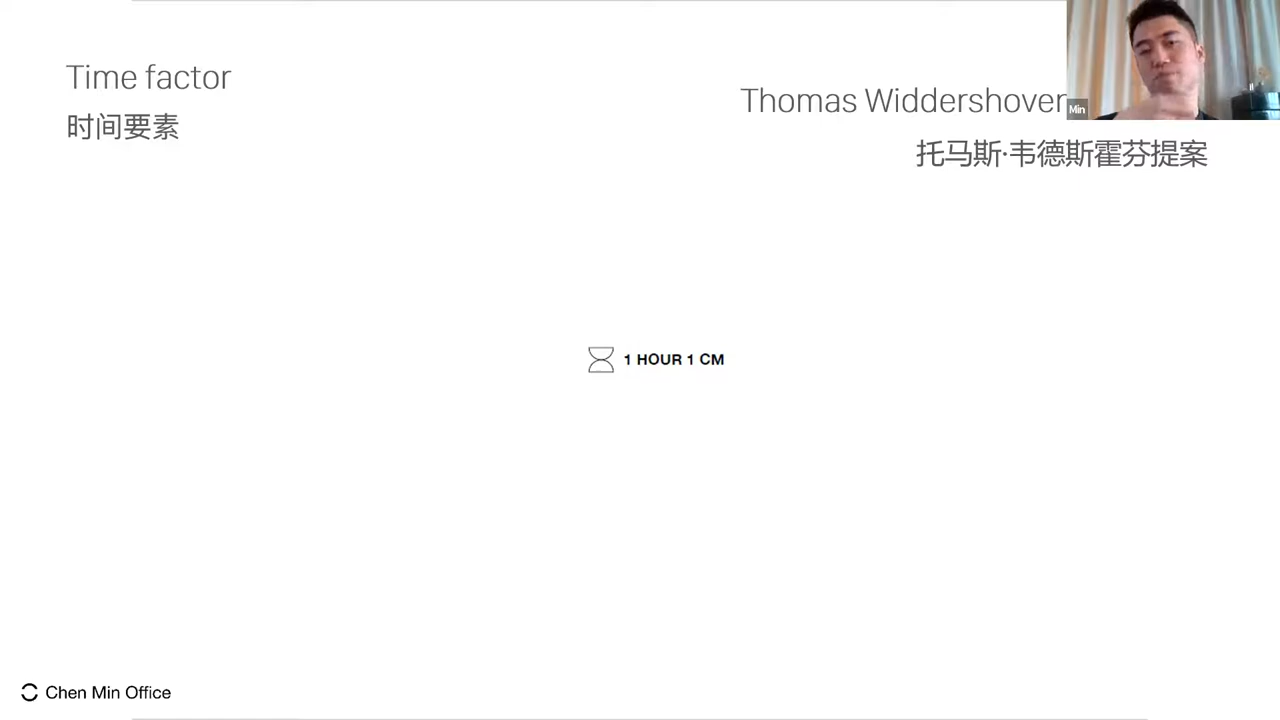 Time factor
时间要素
Thomas Widdershoven
托马斯·韦德斯霍芬提案
Min
1 HOUR 1 CM
Chen Min Office